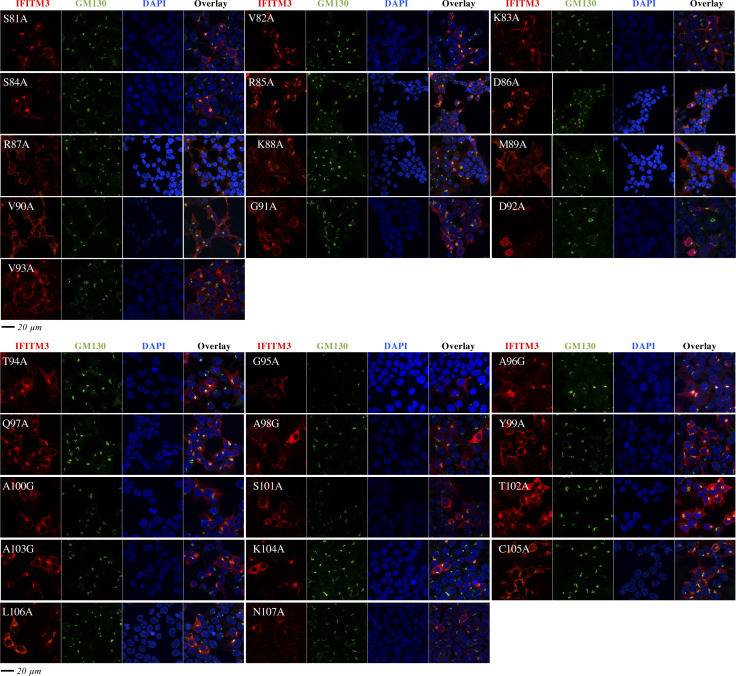 IFITM3 GM130 DAPI Overlay IFITM3 GM130 DAPI Overlay IFITM3 GM130 DAPI Overlay
S81A V82A K83A
S84A R85A D86A
R87A K88A M89A
V90A G91A D92A
V93A
20 µm
IFITM3 GM130 DAPI Overlay IFITM3 GM130 DAPI Overlay IFITM3 GM130 DAPI Overlay
T94A G95A A96G
Q97A A98G Y99A
A100G S101A T102A
A103G K104A C105A
L106A N107A
20 µm